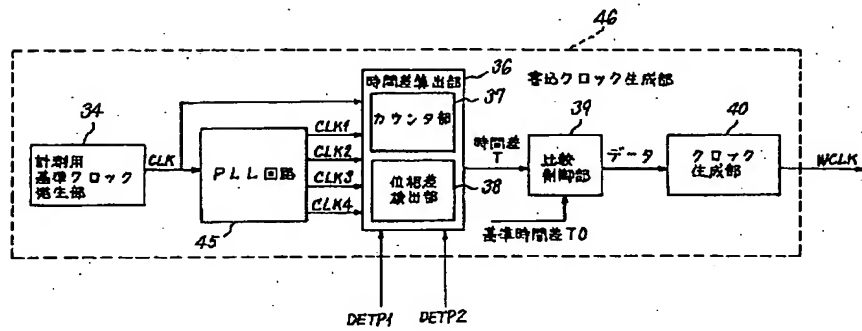 46
36
時間差算出部
書込クロック生成部
37
34
カウンタ部
39
40
計測用
基準クロック
発生部
CLK
PLL回路
CLK1
CLK2
CLK3
CLK4
時間差
T
比較
制御部
データ
クロック
生成部
WCLK
位相差
検出部
38
45
基準時間差T0
DETP1
DETP2